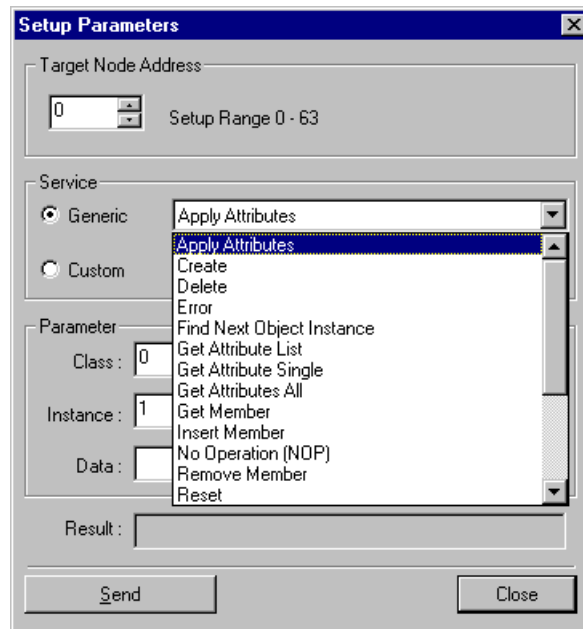 Setup Parameters
Target Node Address
0
Setup Range 0 - 63
Service
Generic
Apply Attributes
Custom
Apply Attributes
Create
Delete
Error
Find Next Object Instance
Get Attribute List
Get Attribute Single
Get Attributes All
Get Member
Insert Member
No Operation (NOP)
Remove Member
Reset
Parameter
Class : 0
Instance : 1
Data :
Result :
Send
Close